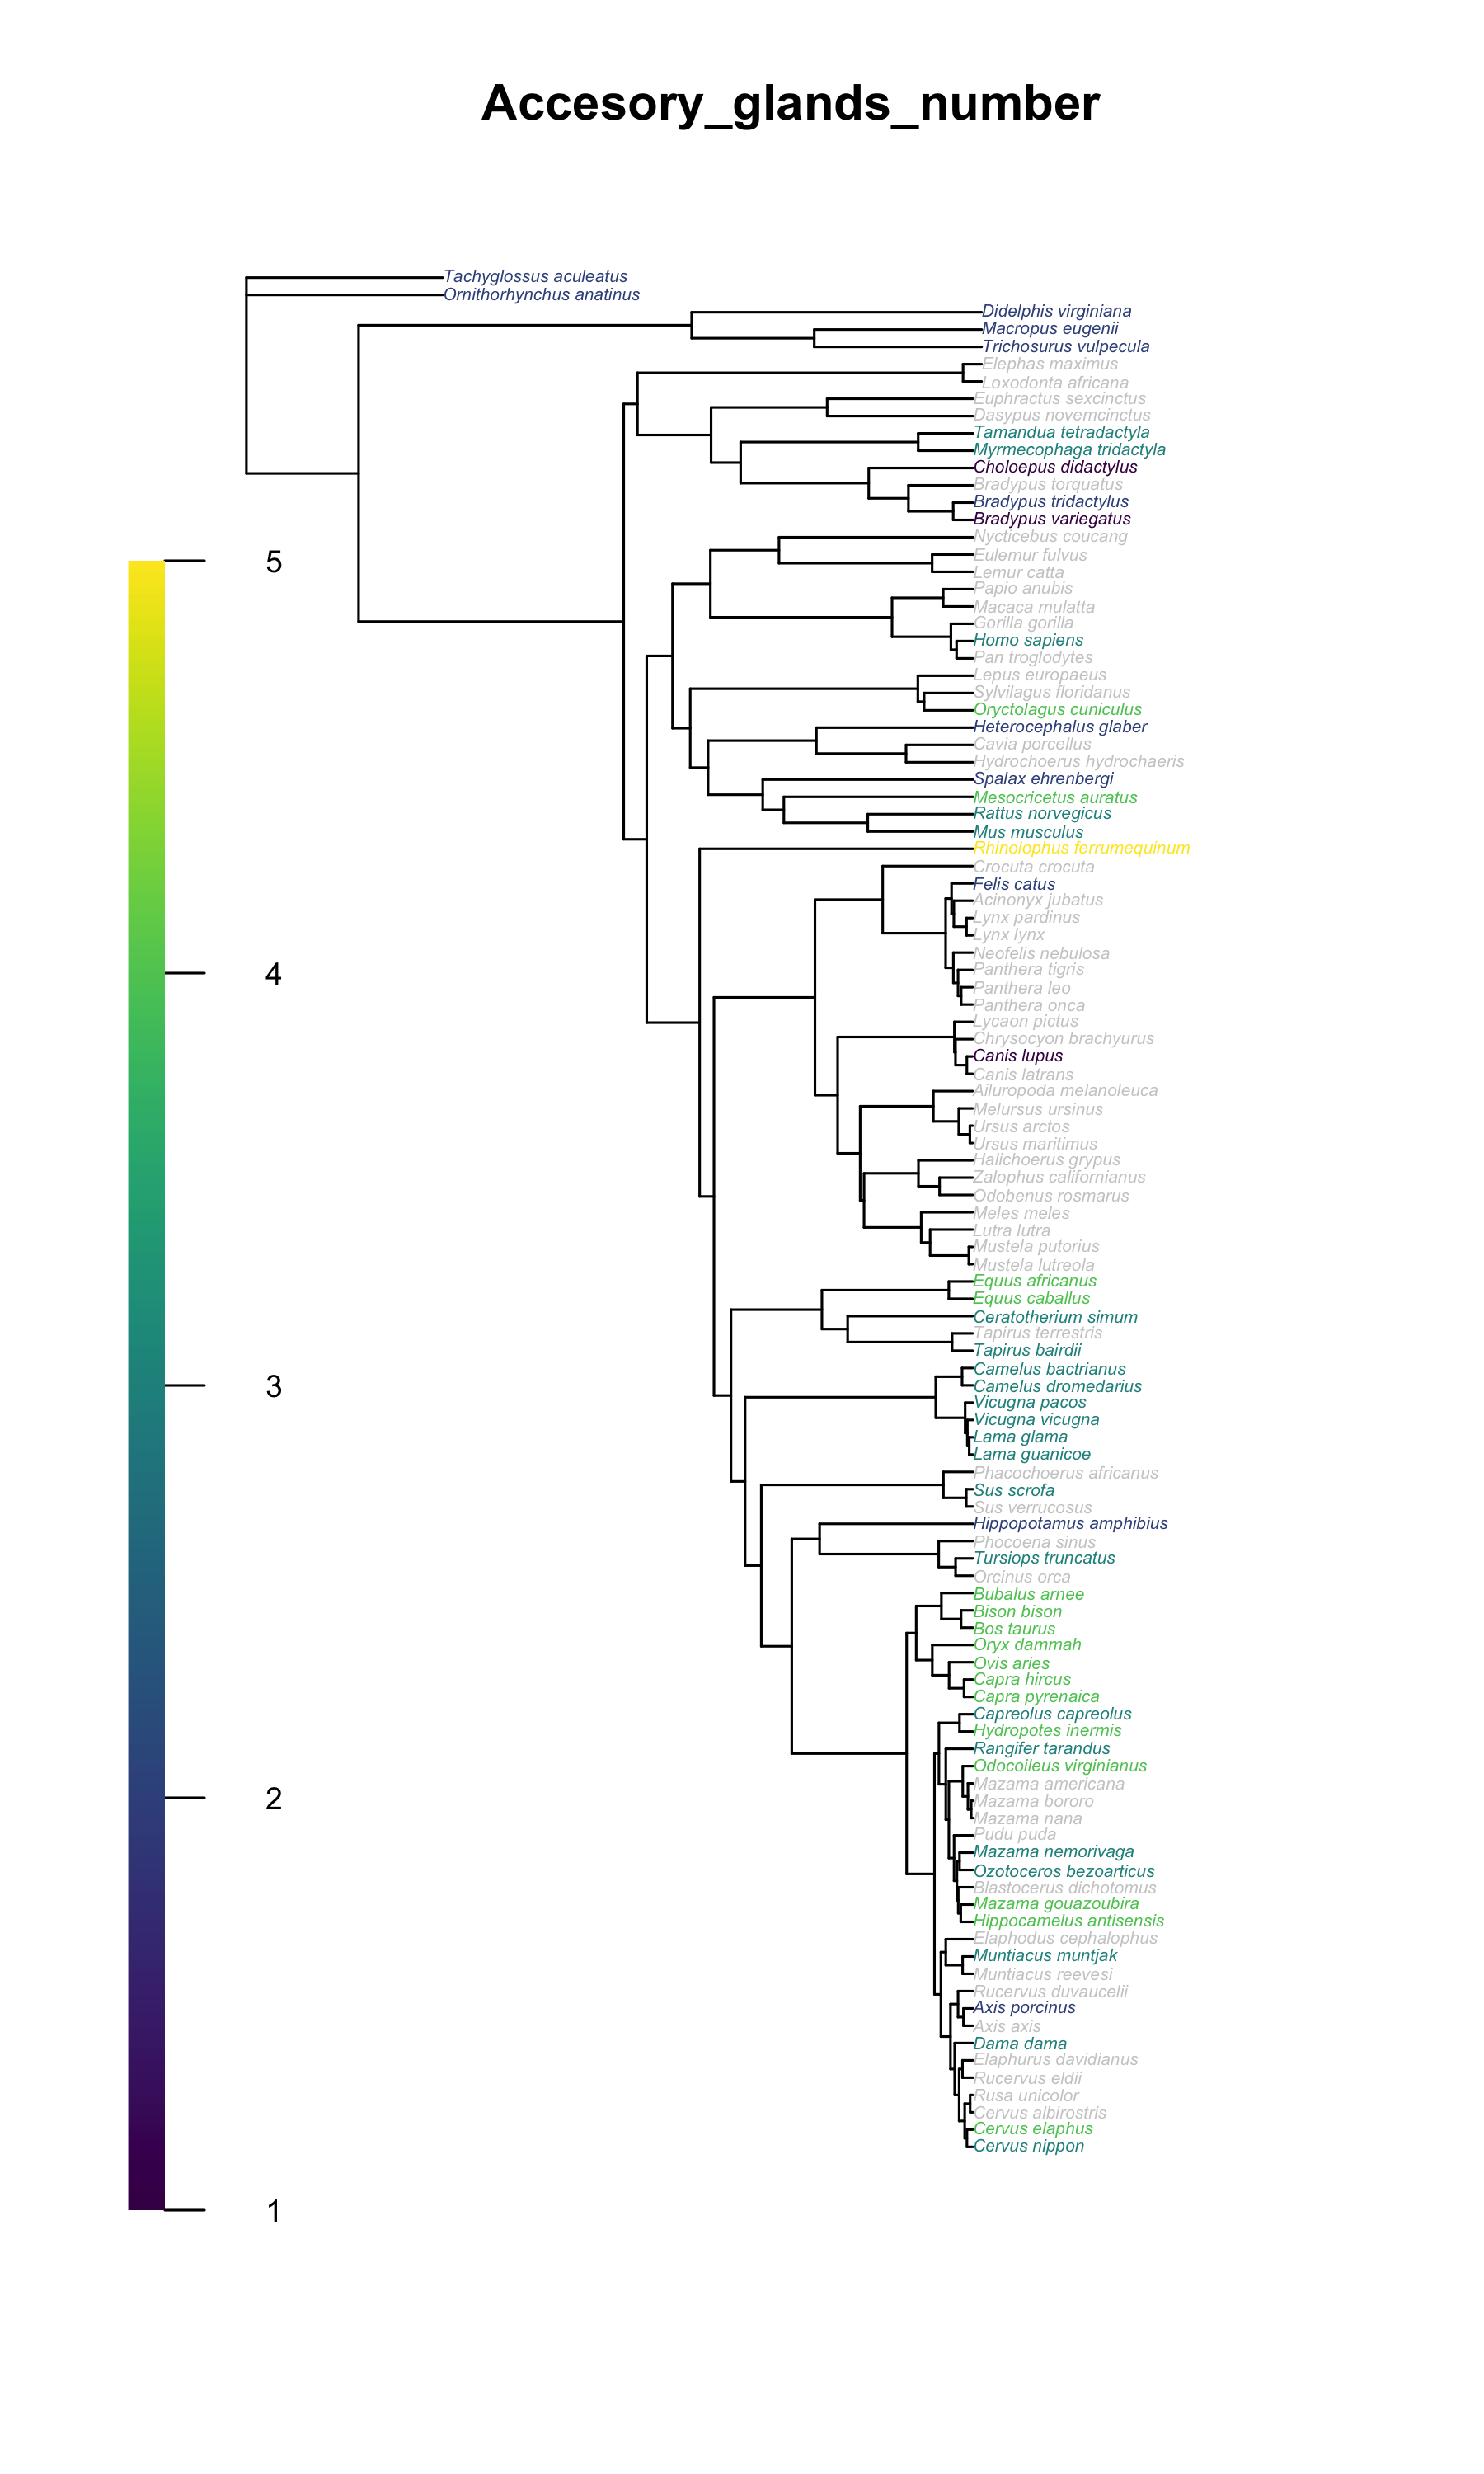 Accesory_glands_number
Tachyglossus aculeatus
Ornithorhynchus anatinus
Didelphis virginiana
Macropus eugenii
Trichosurus vulpecula
Elephas maximus
Loxodonta africana
Euphractus sexcinctus
Dasypus novemcinctus
Tamandua tetradactyla
Myrmecophaga tridactyla
Choloepus didactylus
Bradypus torquatus
Bradypus tridactylus
Bradypus variegatus
Nycticebus coucang
Eulemur fulvus
Lemur catta
Papio anubis
Macaca mulatta
Gorilla gorilla
Homo sapiens
Pan troglodytes
Lepus europaeus
Sylvilagus floridanus
Oryctolagus cuniculus
Heterocephalus glaber
Cavia porcellus
Hydrochoerus hydrochaeris
Spalax ehrenbergi
Mesocricetus auratus
Rattus norvegicus
Mus musculus
Rhinolophus ferrumequinum
Crocuta crocuta
Felis catus
Acinonyx jubatus
Lynx pardinus
Lynx lynx
Neofelis nebulosa
Panthera tigris
Panthera leo
Panthera onca
Lycaon pictus
Chrysocyon brachyurus
Canis lupus
Canis latrans
Ailuropoda melanoleuca
Melursus ursinus
Ursus arctos
Ursus maritimus
Halichoerus grypus
Zalophus californianus
Odobenus rosmarus
Meles meles
Lutra lutra
Mustela putorius
Mustela lutreola
Equus africanus
Equus caballus
Ceratotherium simum
Tapirus terrestris
Tapirus bairdii
Camelus bactrianus
Camelus dromedarius
Vicugna pacos
Vicugna vicugna
Lama glama
Lama guanicoe
Phacochoerus africanus
Sus scrofa
Sus verrucosus
Hippopotamus amphibius
Phocoena sinus
Tursiops truncatus
Orcinus orca
Bubalus arnee
Bison bison
Bos taurus
Oryx dammah
Ovis aries
Capra hircus
Capra pyrenaica
Capreolus capreolus
Hydropotes inermis
Rangifer tarandus
Odocoileus virginianus
Mazama americana
Mazama bororo
Mazama nana
Pudu puda
Mazama nemorivaga
Ozotoceros bezoarticus
Blastocerus dichotomus
Mazama gouazoubira
Hippocamelus antisensis
Elaphodus cephalophus
Muntiacus muntjak
Muntiacus reevesi
Rucervus duvaucelii
Axis porcinus
Axis axis
Dama dama
Elaphurus davidianus
Rucervus eldii
Rusa unicolor
Cervus albirostris
Cervus elaphus
Cervus nippon
5
4
3
2
1